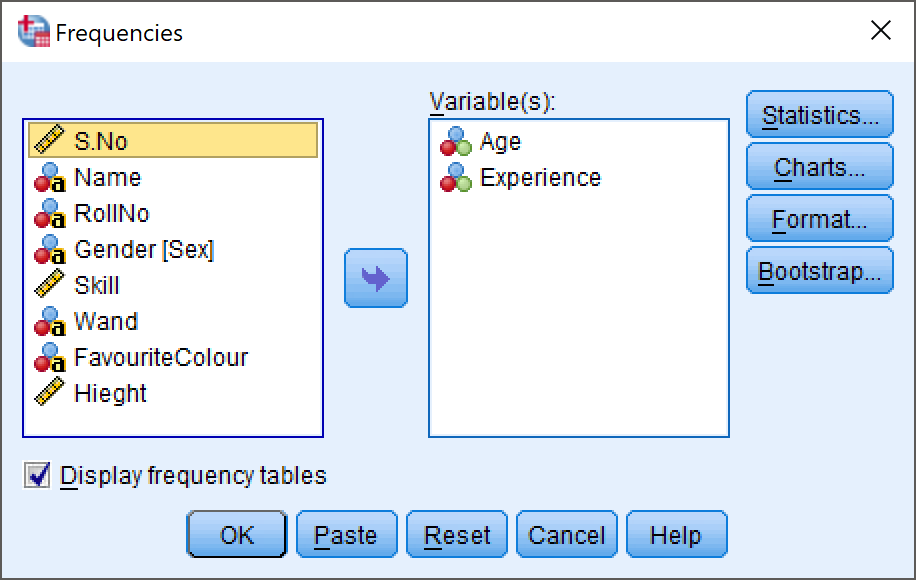 Frequencies
Variable(s):
S.No
Name
RollNo
Gender [Sex]
Skill
Wand
FavouriteColour
Hieght
Age
Experience
Statistics...
Charts...
Format...
Bootstrap...
Display frequency tables
OK
Paste
Reset
Cancel
Help